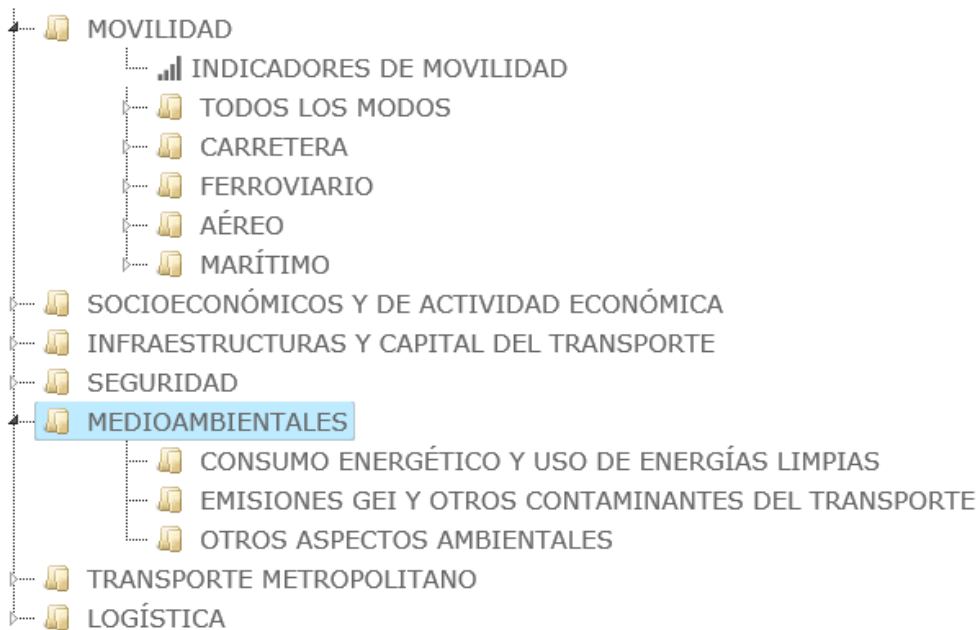 MOVILIDAD
INDICADORES DE MOVILIDAD
TODOS LOS MODOS
CARRETERA
FERROVIARIO
AÉREO
MARÍTIMO
SOCIOECONÓMICOS Y DE ACTIVIDAD ECONÓMICA
INFRAESTRUCTURAS Y CAPITAL DEL TRANSPORTE
SEGURIDAD
MEDIOAMBIENTALES
CONSUMO ENERGÉTICO Y USO DE ENERGÍAS LIMPIAS
EMISIONES GEI Y OTROS CONTAMINANTES DEL TRANSPORTE
OTROS ASPECTOS AMBIENTALES
TRANSPORTE METROPOLITANO
LOGÍSTICA